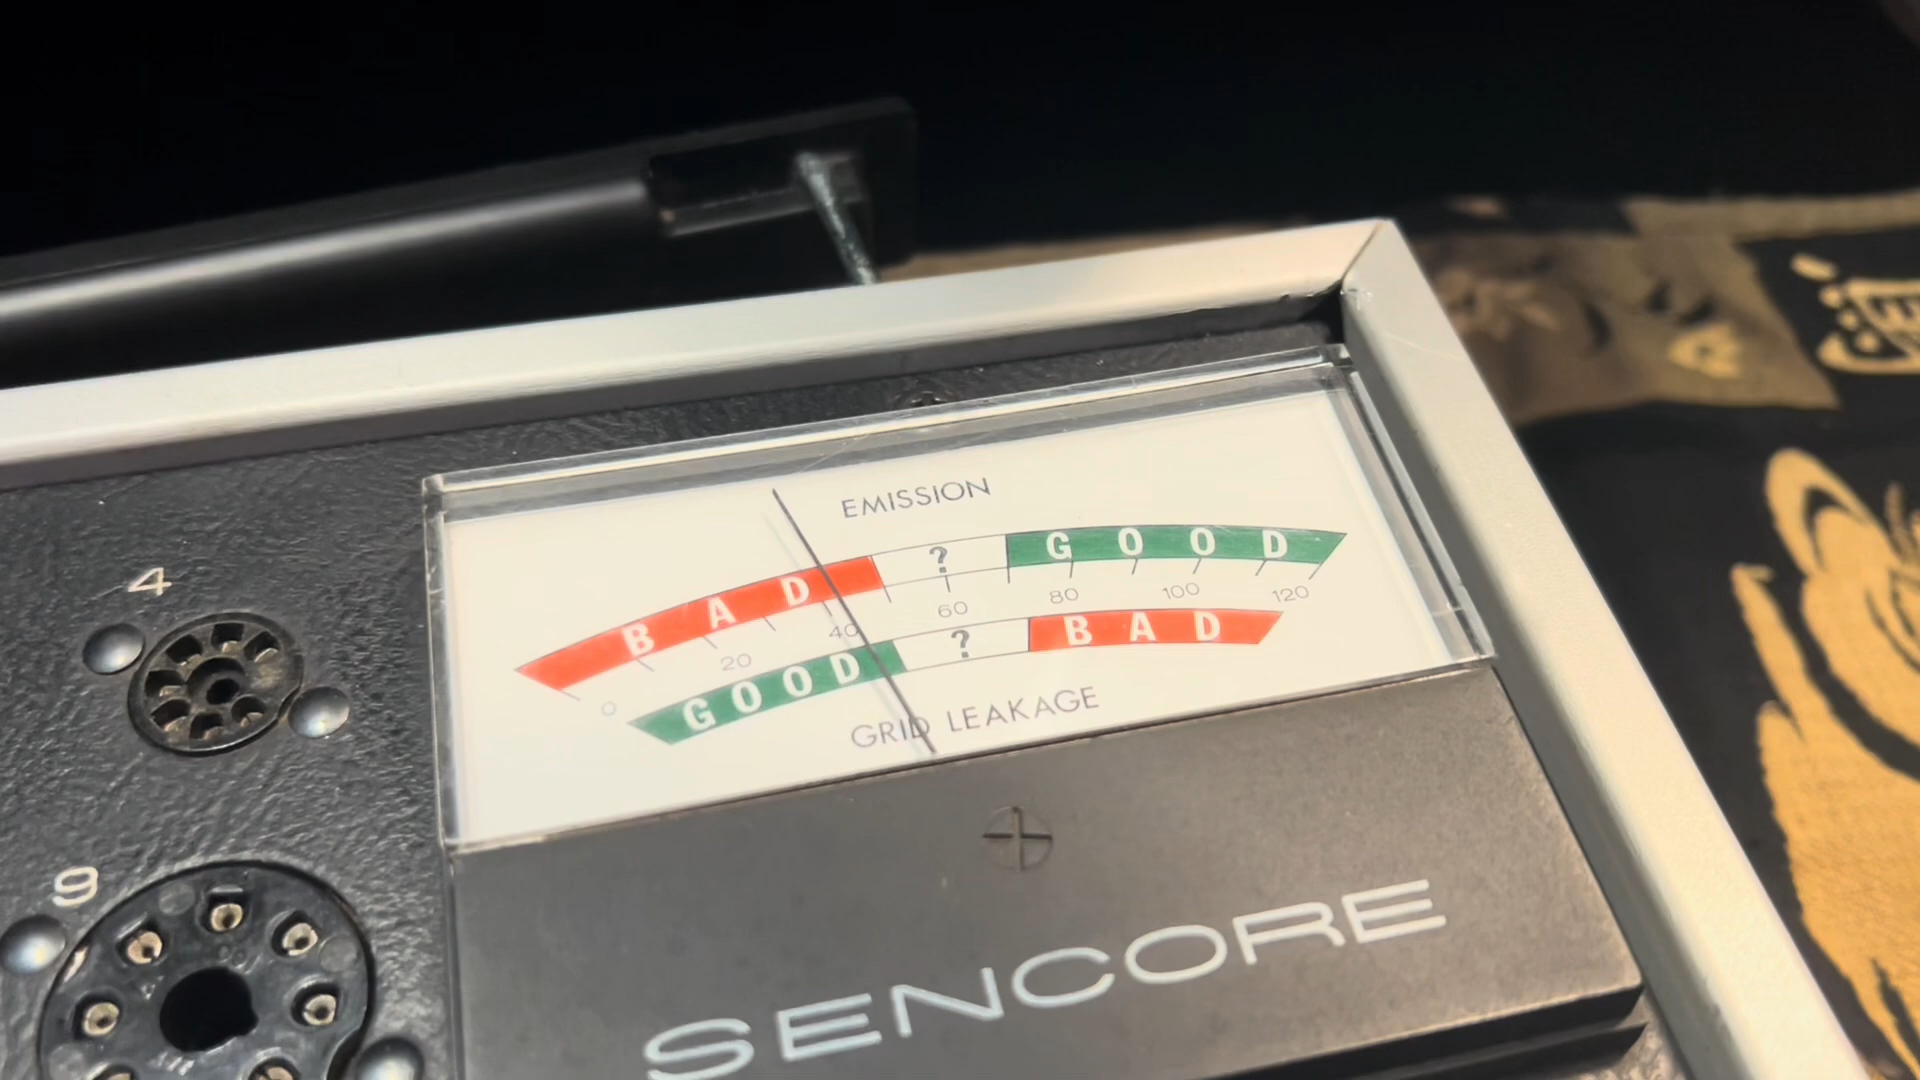 EMISSION
BAD ? GOOD
0 20 40 60 80 100 120
GOOD ? BAD
GRID LEAKAGE
4
9
SENCORE